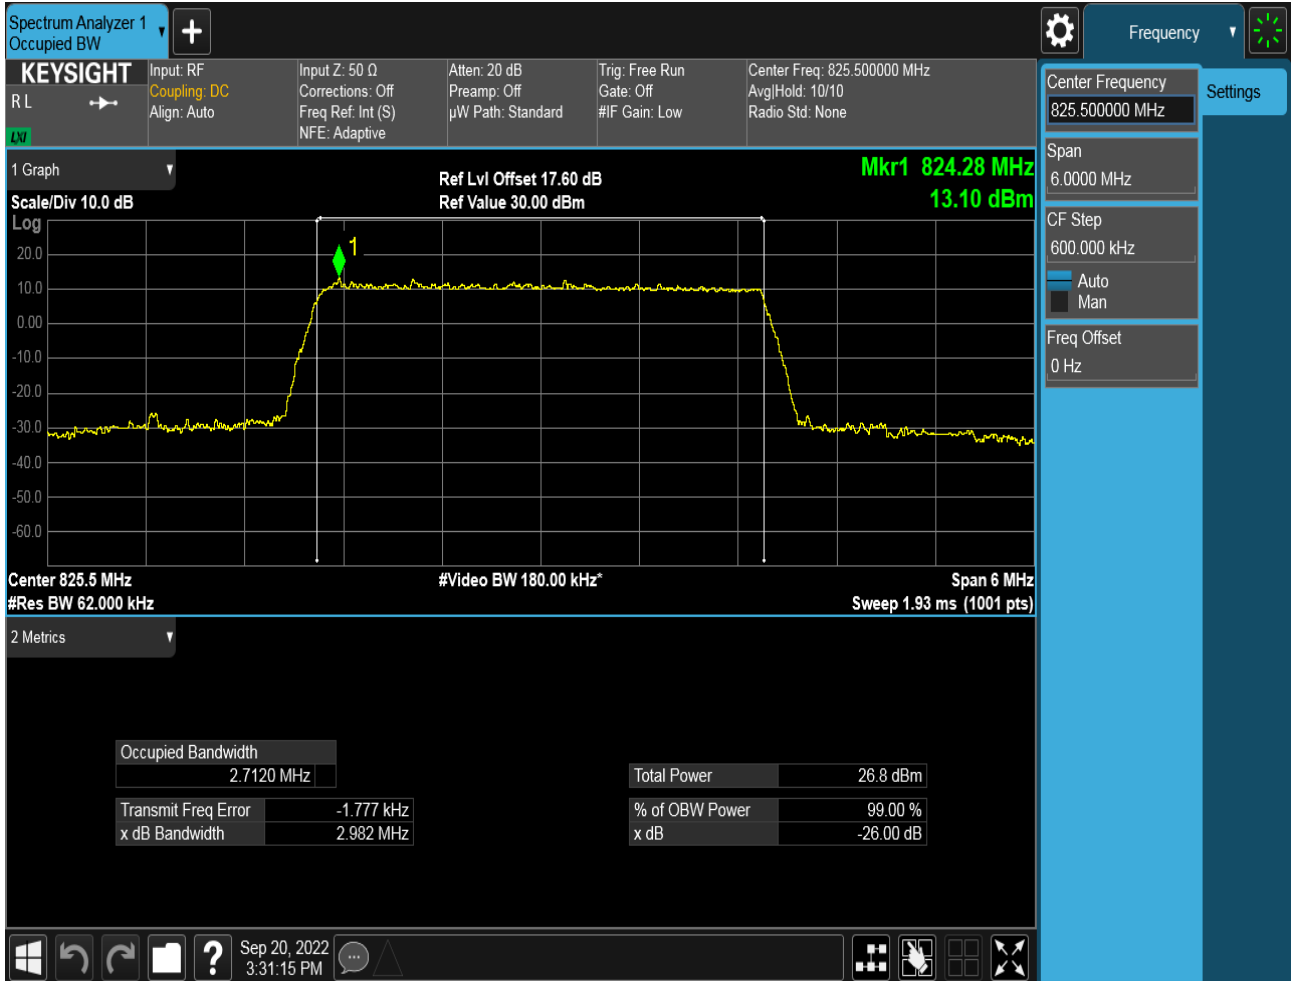 Spectrum Analyzer 1
Occupied BW
Frequency
KEYSIGHT
R L
LXI
Input: RF
Coupling: DC
Align: Auto
Input Z: 50 Ω
Corrections: Off
Freq Ref: Int (S)
NFE: Adaptive
Atten: 20 dB
Preamp: Off
µW Path: Standard
Trig: Free Run
Gate: Off
#IF Gain: Low
Center Freq: 825.500000 MHz
Avg|Hold: 10/10
Radio Std: None
Center Frequency
825.500000 MHz
Settings
Span
6.0000 MHz
CF Step
600.000 kHz
Auto
Man
Freq Offset
0 Hz
1 Graph
Scale/Div 10.0 dB
Ref Lvl Offset 17.60 dB
Ref Value 30.00 dBm
Mkr1 824.28 MHz
13.10 dBm
Log
1
20.0
10.0
0.00
-10.0
-20.0
-30.0
-40.0
-50.0
-60.0
Center 825.5 MHz
#Video BW 180.00 kHz*
Span 6 MHz
#Res BW 62.000 kHz
Sweep 1.93 ms (1001 pts)
2 Metrics
Occupied Bandwidth
2.7120 MHz
Total Power 26.8 dBm
Transmit Freq Error -1.777 kHz
% of OBW Power 99.00 %
x dB Bandwidth 2.982 MHz
x dB -26.00 dB
?
Sep 20, 2022
3:31:15 PM